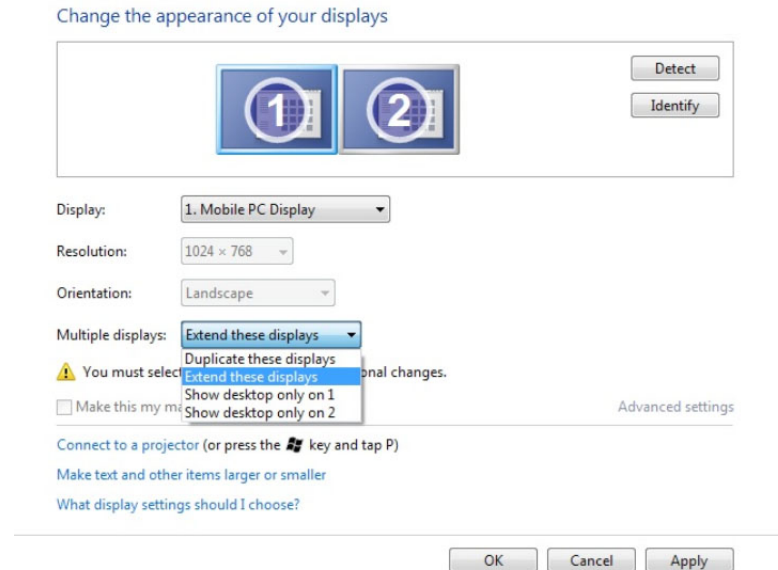 Change the appearance of your displays
1
2
Detect
Identify
Display: 1. Mobile PC Display
Resolution: 1024 × 768
Orientation: Landscape
Multiple displays: Extend these displays
Duplicate these displays
You must select
Extend these displays
onal changes.
Show desktop only on 1
Make this my ma
Show desktop only on 2
Advanced settings
Connect to a projector (or press the key and tap P)
Make text and other items larger or smaller
What display settings should I choose?
OK Cancel Apply